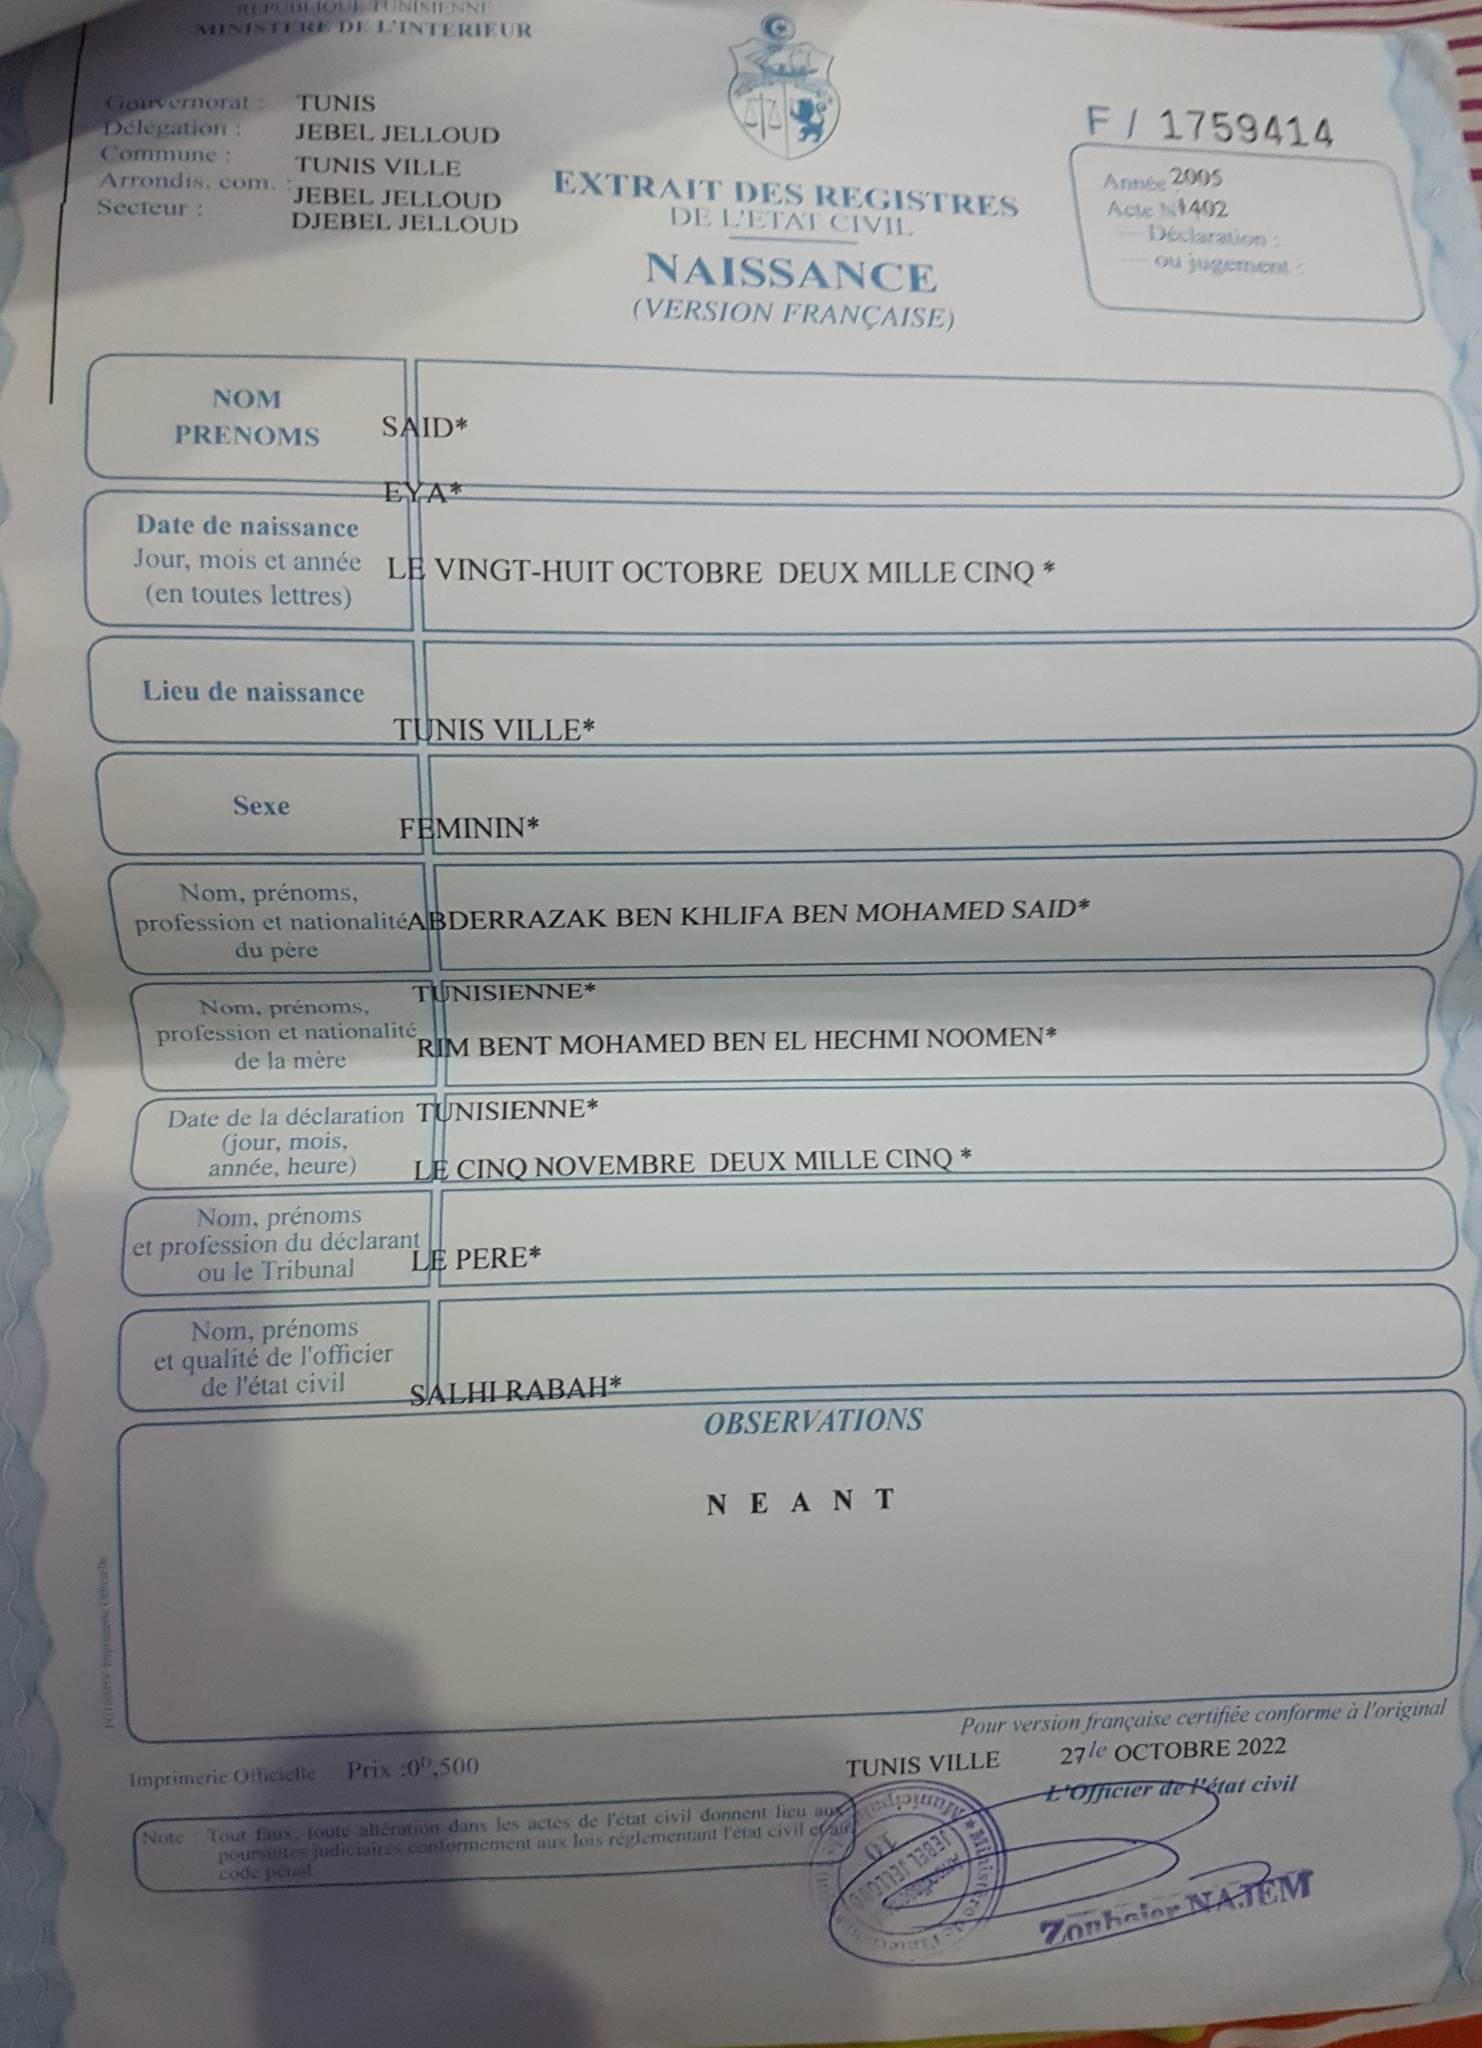 REPUBLIQUE TUNISIENNE
MINISTERE DE L'INTERIEUR
Gouvernorat : TUNIS
Délégation : JEBEL JELLOUD
Commune : TUNIS VILLE
Arrondis. com. : JEBEL JELLOUD
Secteur : DJEBEL JELLOUD
F / 1759414
Année 2005
Acte N 1402
Déclaration :
ou jugement :
EXTRAIT DES REGISTRES
DE L'ETAT CIVIL
NAISSANCE
(VERSION FRANÇAISE)
NOM
PRENOMS
SAID*
EYA*
Date de naissance
Jour, mois et année
(en toutes lettres)
LE VINGT-HUIT OCTOBRE DEUX MILLE CINQ *
Lieu de naissance
TUNIS VILLE*
Sexe
FEMININ*
Nom, prénoms,
profession et nationalité
du père
ABDERRAZAK BEN KHLIFA BEN MOHAMED SAID*
TUNISIENNE*
Nom, prénoms,
profession et nationalité
de la mère
RIM BENT MOHAMED BEN EL HECHMI NOOMEN*
TUNISIENNE*
Date de la déclaration
(jour, mois,
année, heure)
LE CINQ NOVEMBRE DEUX MILLE CINQ *
Nom, prénoms
et profession du déclarant
ou le Tribunal
LE PERE*
Nom, prénoms
et qualité de l'officier
de l'état civil
SALHI RABAH*
OBSERVATIONS
N E A N T
Pour version française certifiée conforme à l'original
TUNIS VILLE 27 le OCTOBRE 2022
L'Officier de l'état civil
Imprimerie Officielle Prix :0D,500
Note : Tout faux, toute altération dans les actes de l'état civil donnent lieu aux
poursuites judiciaires conformement aux lois réglementant l'état civil et au
code pénal.
JEBEL JELLOUD
10
Zouhaier NAJEM